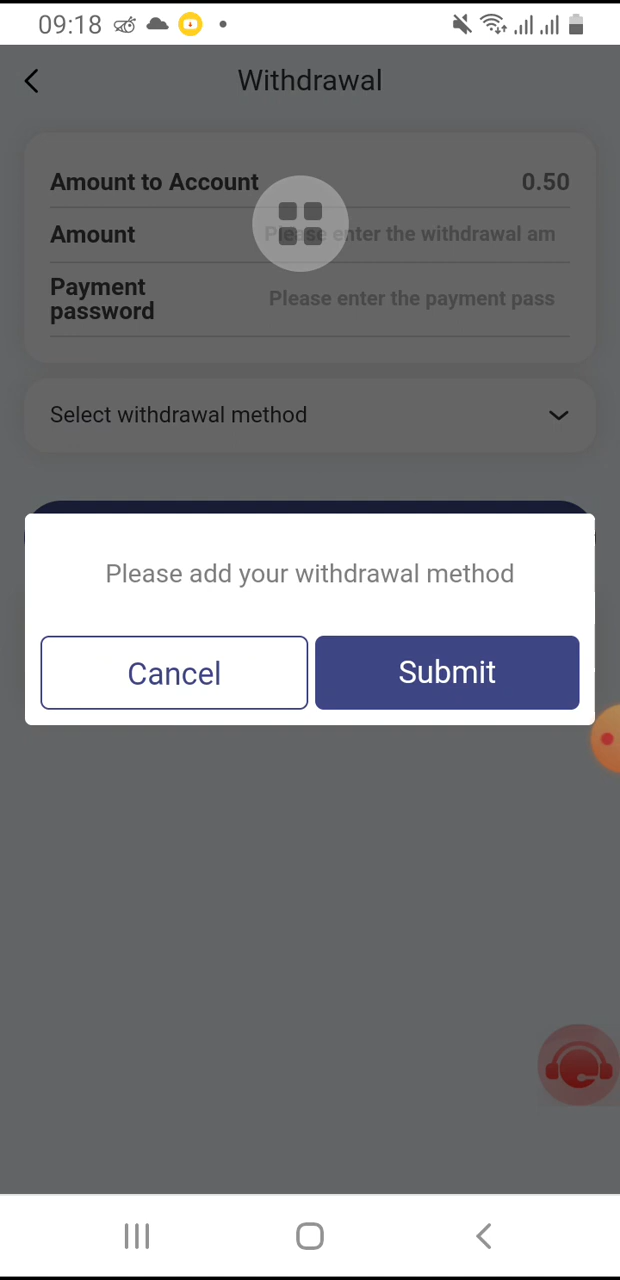 09:18
Withdrawal
Amount to Account 0.50
Amount Please enter the withdrawal am
Payment
password
Please enter the payment pass
Select withdrawal method
Please add your withdrawal method
Cancel Submit